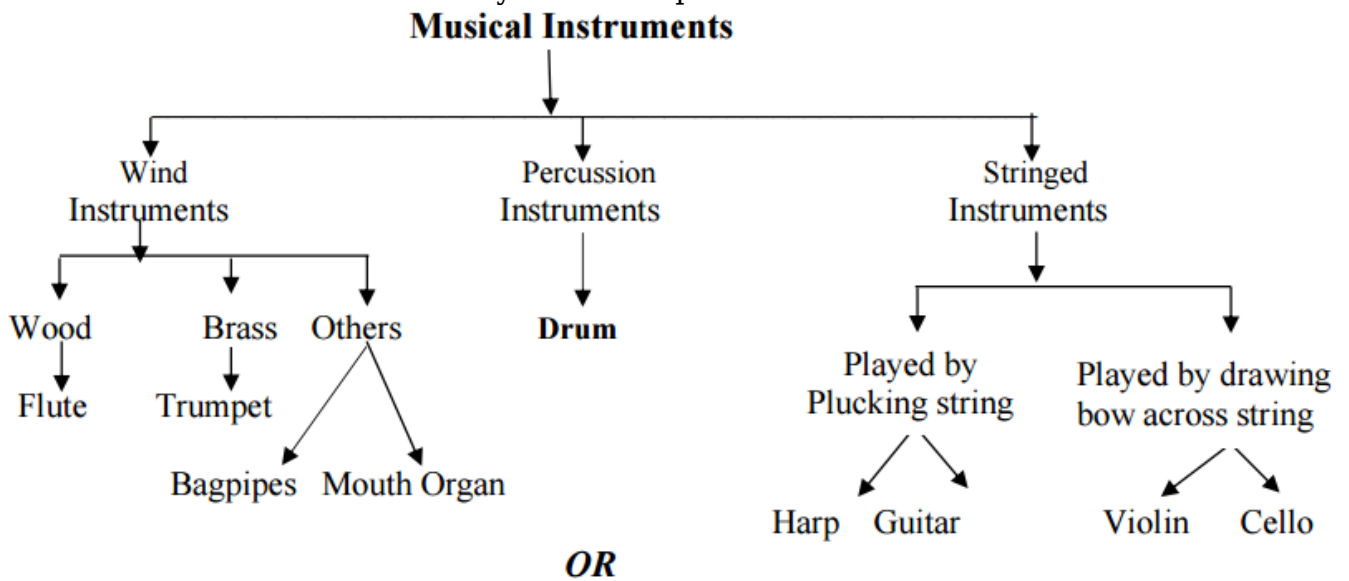 Musical Instruments
Wind
Instruments
Percussion
Instruments
Stringed
Instruments
Wood
Brass
Others
Drum
Flute
Trumpet
Bagpipes
Mouth Organ
Played by
Plucking string
Played by drawing
bow across string
Harp
Guitar
Violin
Cello
OR